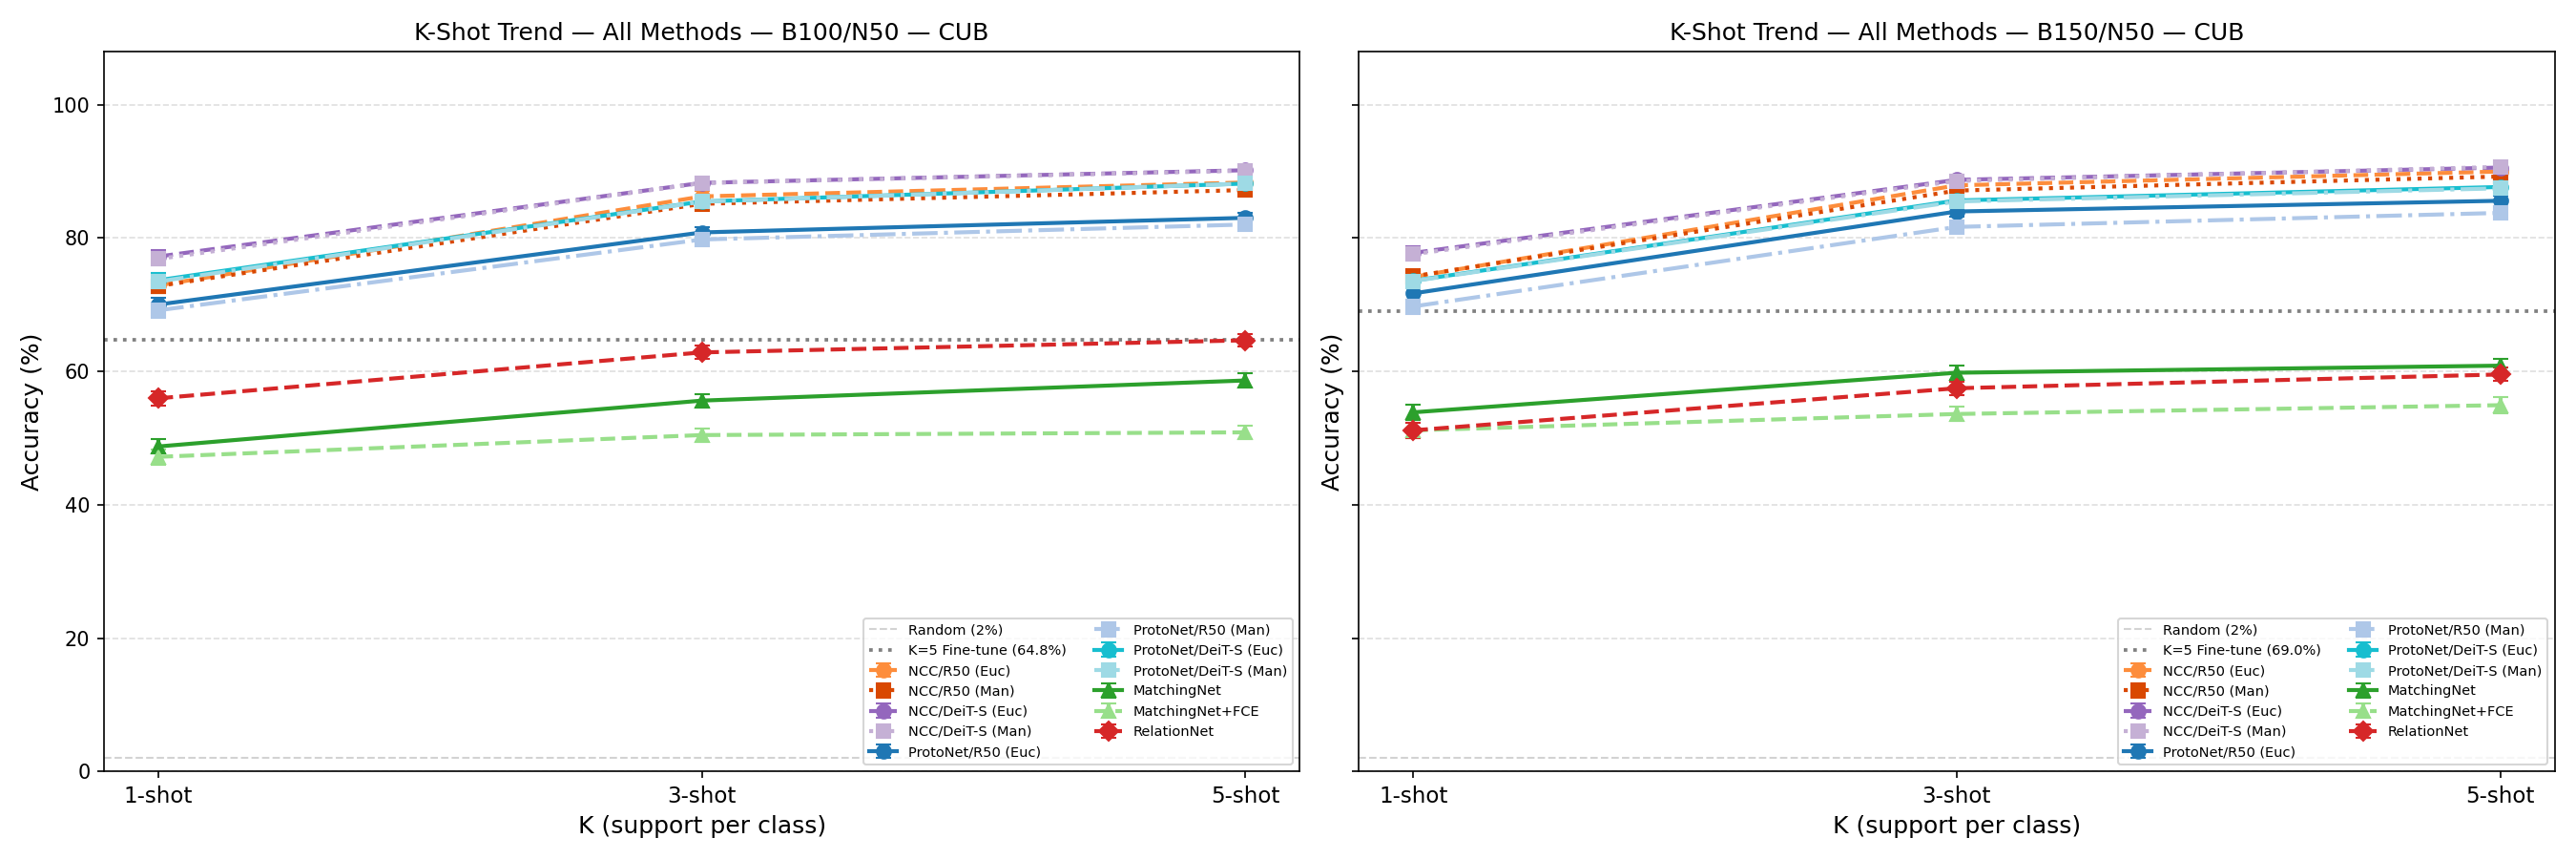 K-Shot Trend — All Methods — B100/N50 — CUB
Accuracy (%)
100
80
60
40
20
0
1-shot
3-shot
5-shot
K (support per class)
Random (2%)
K=5 Fine-tune (64.8%)
NCC/R50 (Euc)
NCC/R50 (Man)
NCC/DeiT-S (Euc)
NCC/DeiT-S (Man)
ProtoNet/R50 (Euc)
ProtoNet/R50 (Man)
ProtoNet/DeiT-S (Euc)
ProtoNet/DeiT-S (Man)
MatchingNet
MatchingNet+FCE
RelationNet
K-Shot Trend — All Methods — B150/N50 — CUB
Accuracy (%)
1-shot
3-shot
5-shot
K (support per class)
Random (2%)
K=5 Fine-tune (69.0%)
NCC/R50 (Euc)
NCC/R50 (Man)
NCC/DeiT-S (Euc)
NCC/DeiT-S (Man)
ProtoNet/R50 (Euc)
ProtoNet/R50 (Man)
ProtoNet/DeiT-S (Euc)
ProtoNet/DeiT-S (Man)
MatchingNet
MatchingNet+FCE
RelationNet